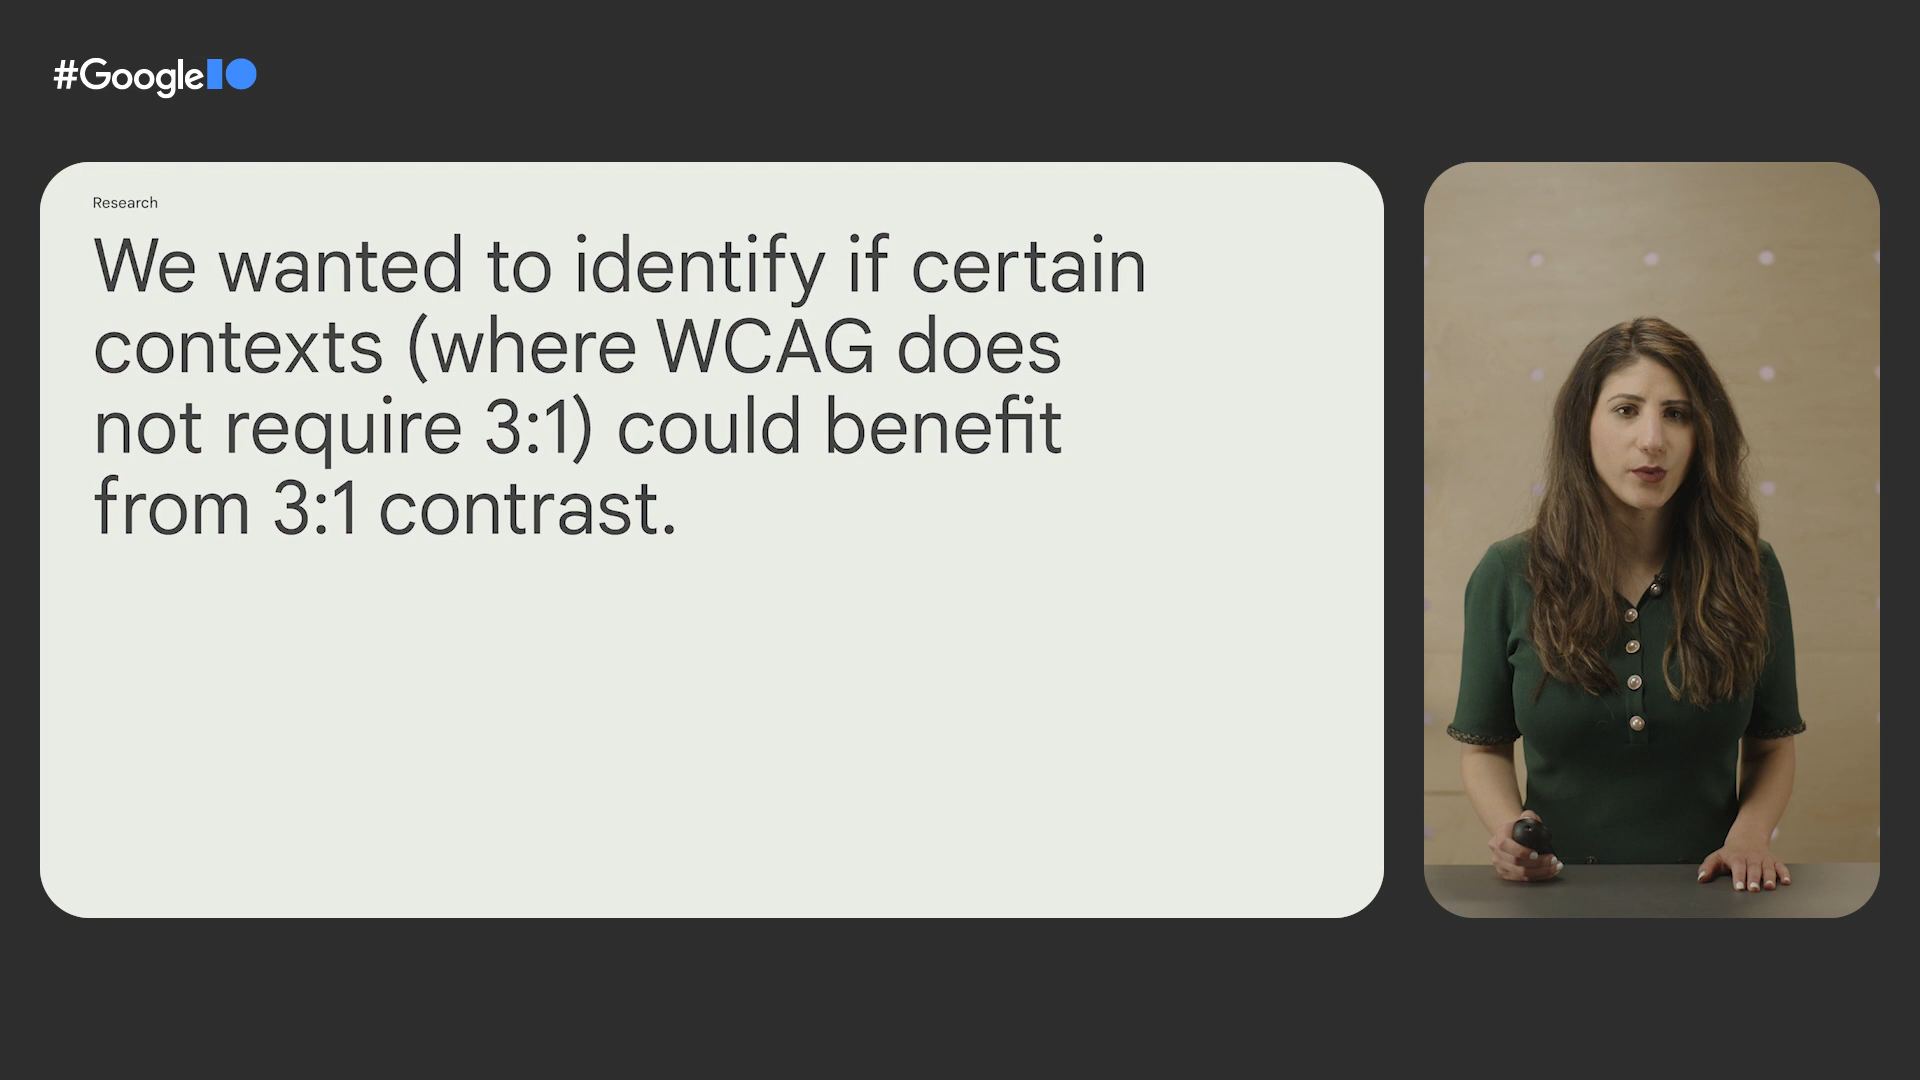 #GoogleIO
Research
We wanted to identify if certain
contexts (where WCAG does
not require 3:1) could benefit
from 3:1 contrast.